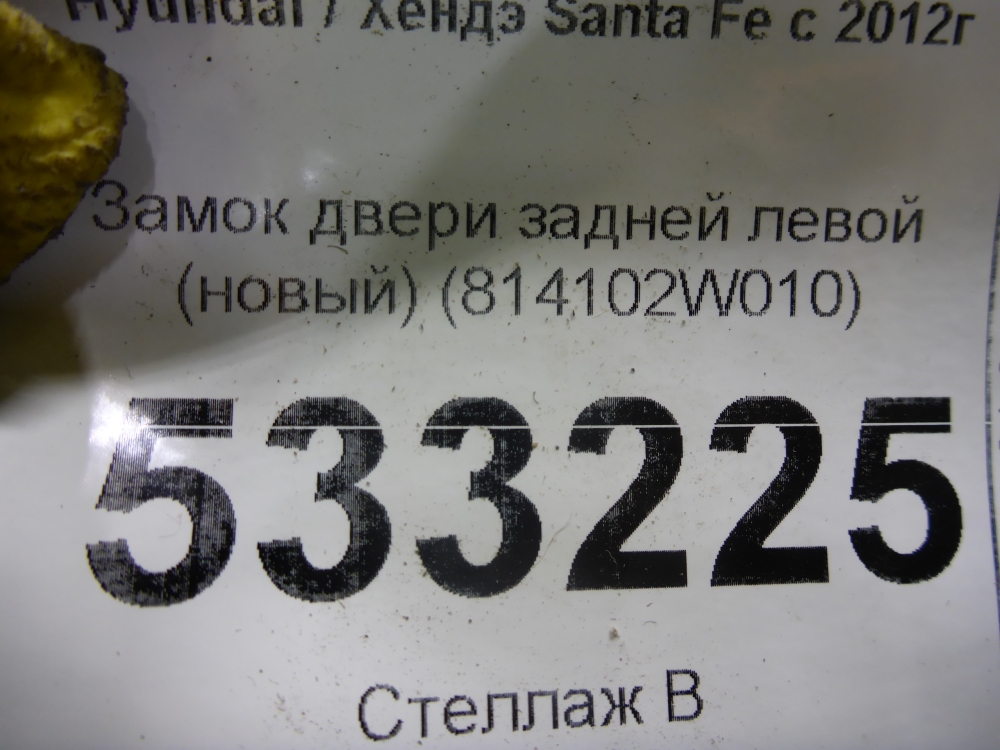 Hyundai / Хендэ Santa Fe с 2012г
Замок двери задней левой
(новый) (814102W010)
533225
Стеллаж В